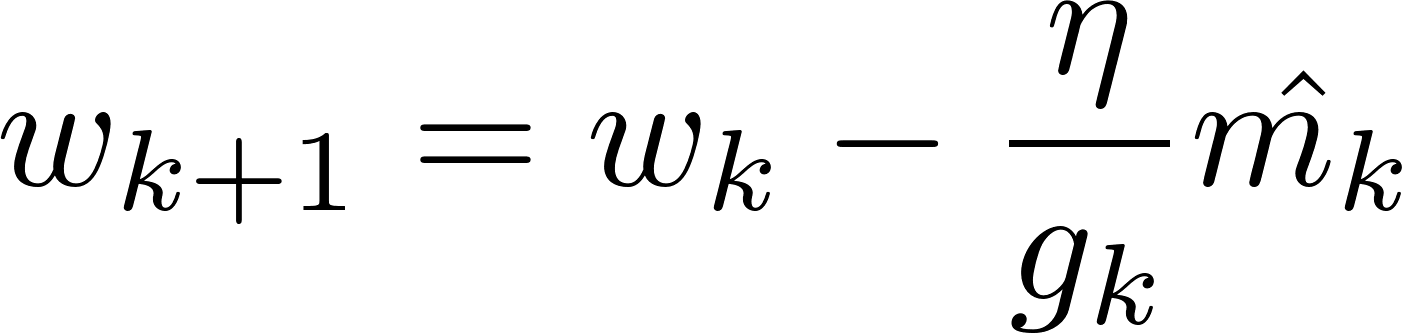 w_{k+1} = w_k - \frac{\eta}{g_k} \hat{m}_k